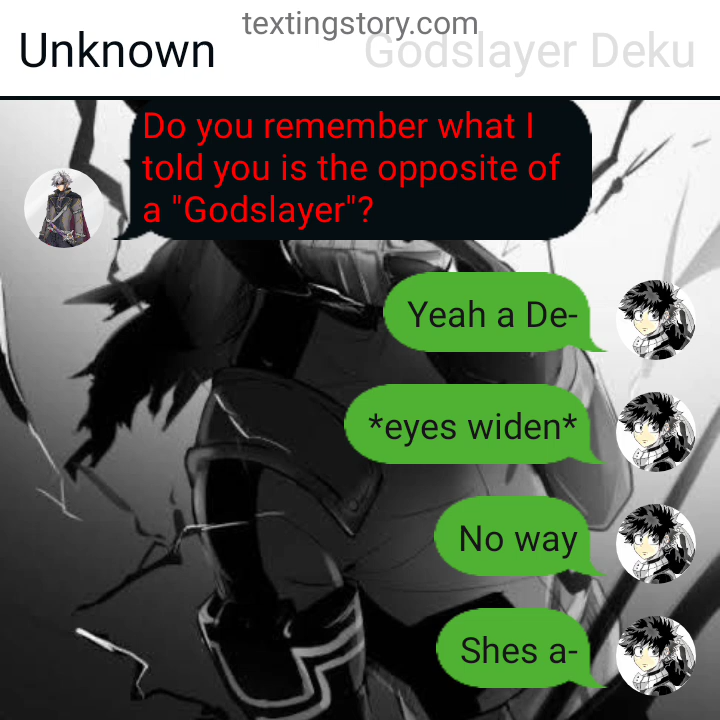 textingstory.com
Unknown
Godslayer Deku
Do you remember what I
told you is the opposite of
a "Godslayer"?
Yeah a De-
*eyes widen*
No way
Shes a-